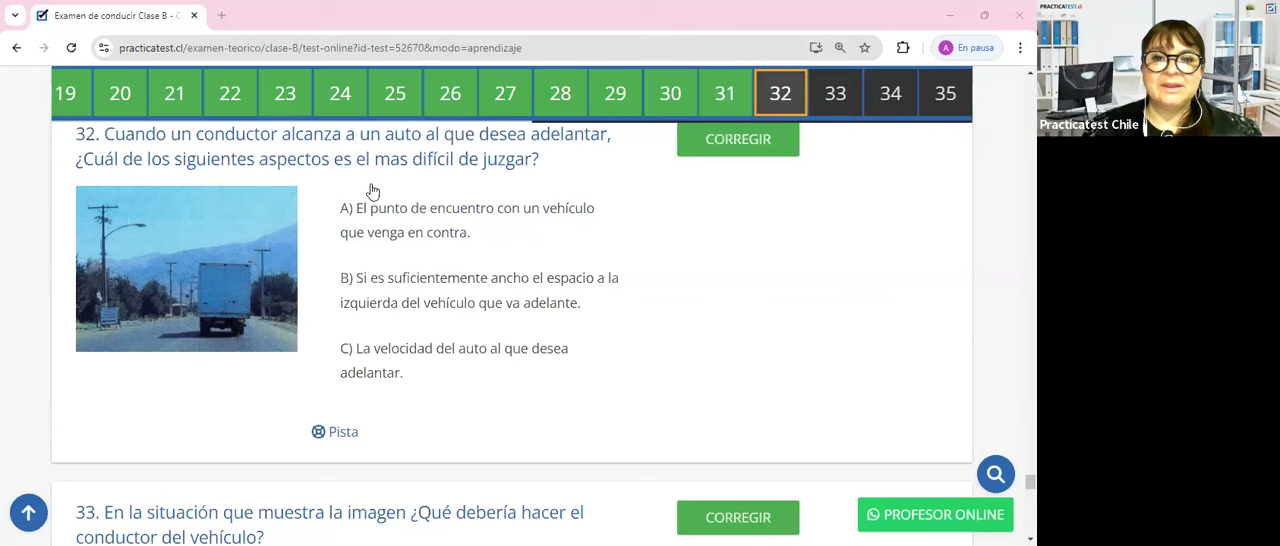 Examen de conducir Clase B - C
practicatest.cl/examen-teorico/clase-B/test-online?id-test=52670&modo=aprendizaje
A
En pausa
PRACTICATEST.cl
Practicatest Chile
19 20 21 22 23 24 25 26 27 28 29 30 31 32 33 34 35
32. Cuando un conductor alcanza a un auto al que desea adelantar,
¿Cuál de los siguientes aspectos es el mas difícil de juzgar?
CORREGIR
A) El punto de encuentro con un vehículo
que venga en contra.
B) Si es suficientemente ancho el espacio a la
izquierda del vehículo que va adelante.
C) La velocidad del auto al que desea
adelantar.
Pista
33. En la situación que muestra la imagen ¿Qué debería hacer el
conductor del vehículo?
CORREGIR
PROFESOR ONLINE